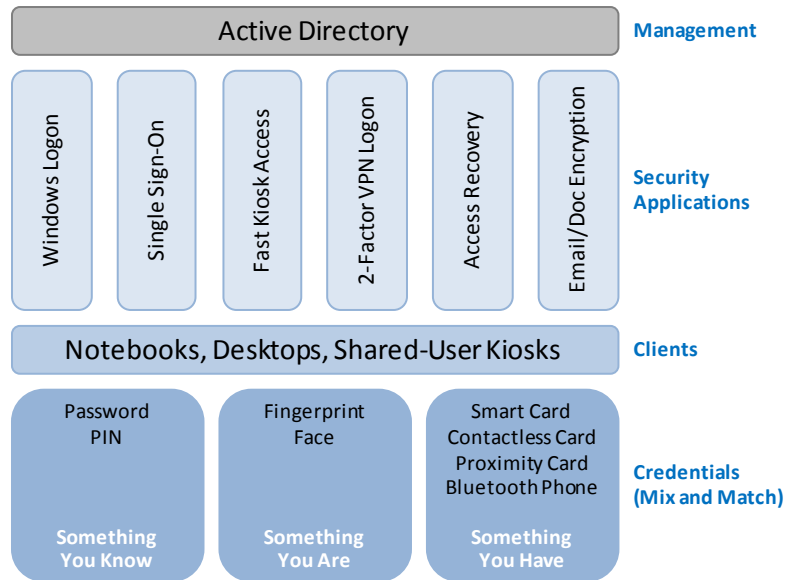 Active Directory
Management
Windows Logon
Single Sign-On
Fast Kiosk Access
2-Factor VPN Logon
Access Recovery
Email/Doc Encryption
Security
Applications
Notebooks, Desktops, Shared-User Kiosks
Clients
Password
PIN
Something
You Know
Fingerprint
Face
Something
You Are
Smart Card
Contactless Card
Proximity Card
Bluetooth Phone
Something
You Have
Credentials
(Mix and Match)